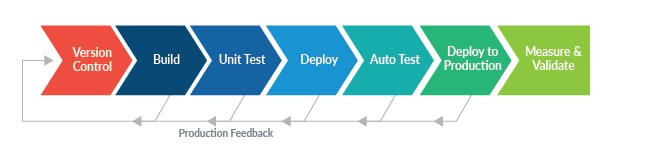 Version
Control
Build
Unit Test
Deploy
Auto Test
Deploy to
Production
Measure &
Validate
Production Feedback